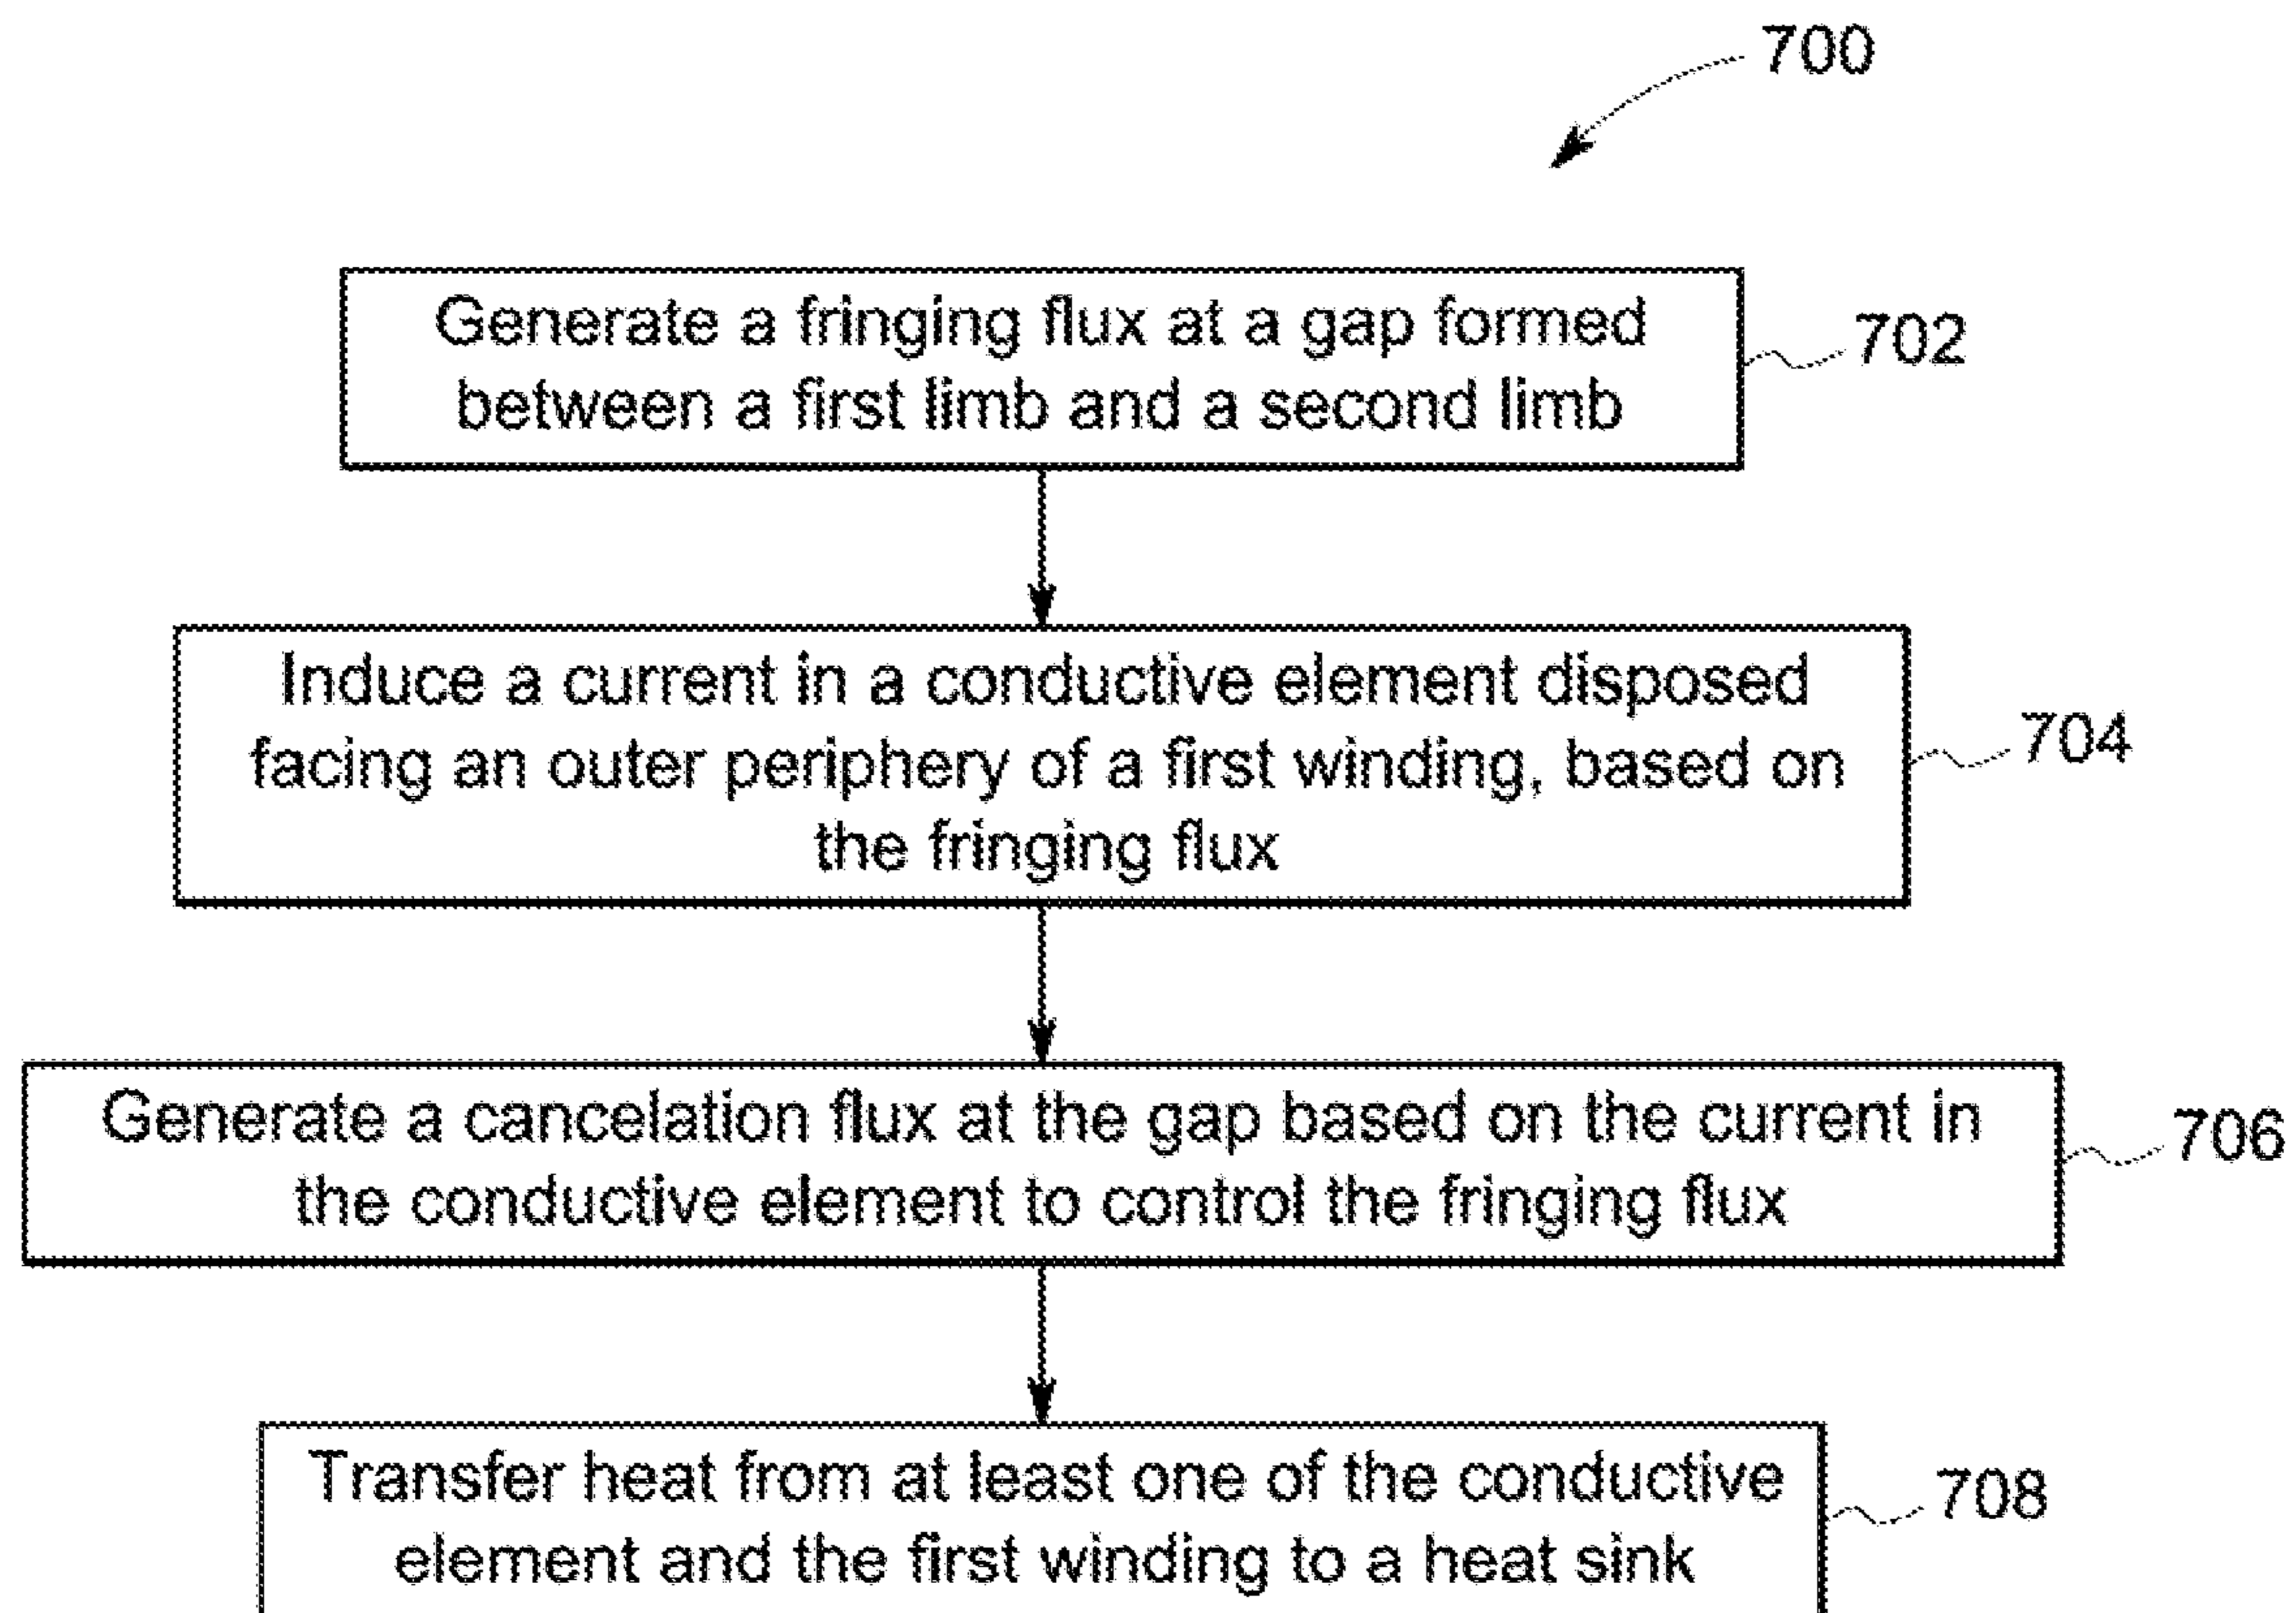 700
Generate a fringing flux at a gap formed
between a first limb and a second limb
702
Induce a current in a conductive element disposed
facing an outer periphery of a first winding, based on
the fringing flux
704
Generate a cancelation flux at the gap based on the current in
the conductive element to control the fringing flux
706
Transfer heat from at least one of the conductive
element and the first winding to a heat sink
708